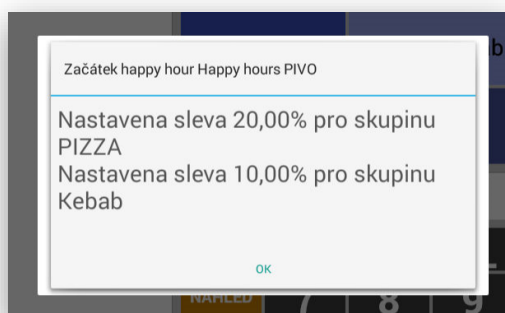 Začátek happy hour Happy hours PIVO
Nastavena sleva 20,00% pro skupinu
PIZZA
Nastavena sleva 10,00% pro skupinu
Kebab
OK
NÁHLED
7 8 9